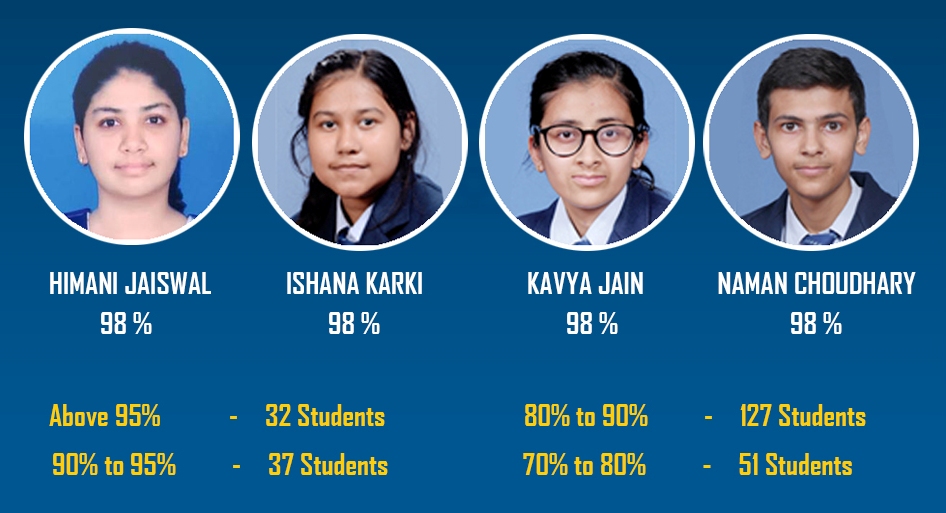 HIMANI JAISWAL
98 %
ISHANA KARKI
98 %
KAVYA JAIN
98 %
NAMAN CHOUDHARY
98 %
Above 95% - 32 Students
90% to 95% - 37 Students
80% to 90% - 127 Students
70% to 80% - 51 Students